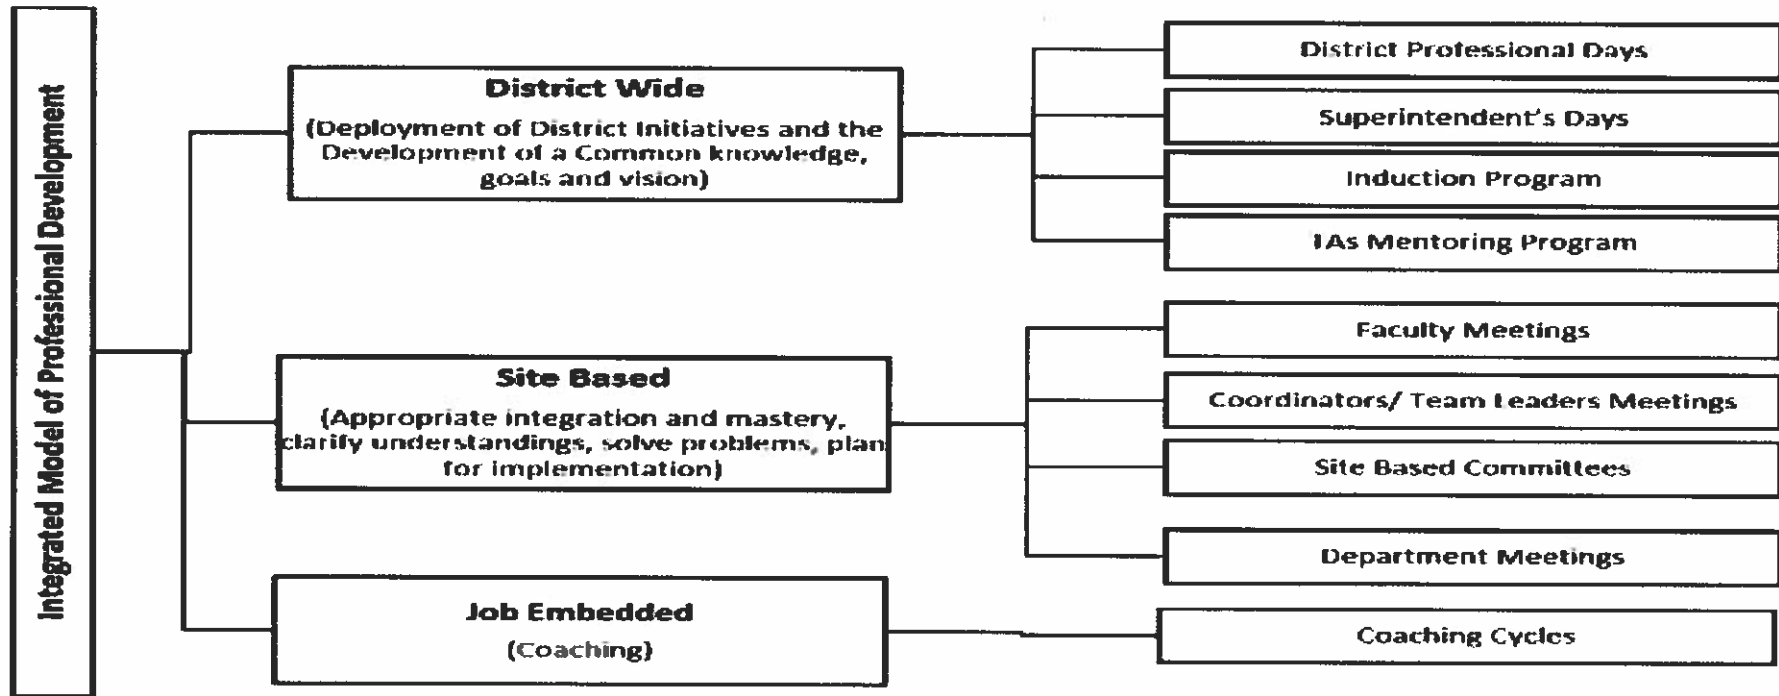 Integrated Model of Professional Development
District Wide
(Deployment of District Initiatives and the
Development of a Common knowledge,
goals and vision)
District Professional Days
Superintendent's Days
Induction Program
IAs Mentoring Program
Site Based
(Appropriate integration and mastery,
clarify understandings, solve problems, plan
for implementation)
Faculty Meetings
Coordinators/ Team Leaders Meetings
Site Based Committees
Department Meetings
Job Embedded
(Coaching)
Coaching Cycles